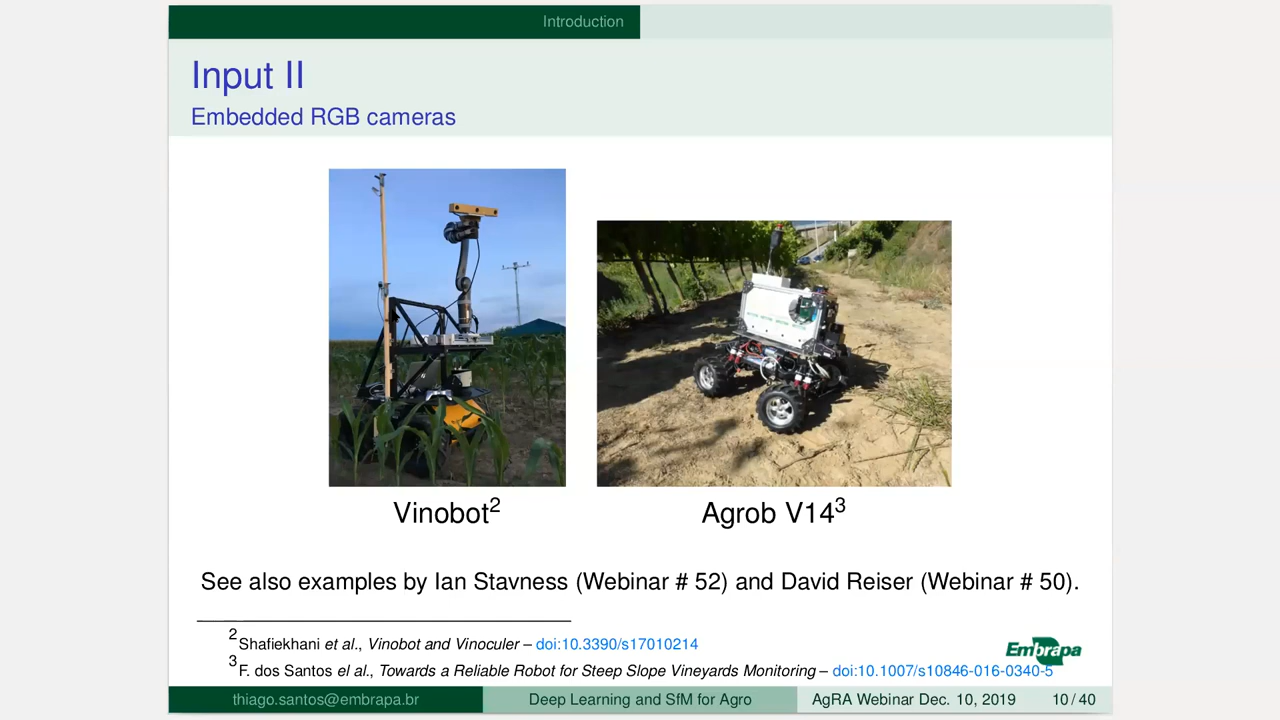 Introduction
Input II
Embedded RGB cameras
Vinobot2
Agrob V143
See also examples by Ian Stavness (Webinar # 52) and David Reiser (Webinar # 50).
2Shafiekhani et al., Vinobot and Vinoculer – doi:10.3390/s17010214
3F. dos Santos et al., Towards a Reliable Robot for Steep Slope Vineyards Monitoring – doi:10.1007/s10846-016-0340-5
Embrapa
thiago.santos@embrapa.br Deep Learning and SfM for Agro AgRA Webinar Dec. 10, 2019 10 / 40